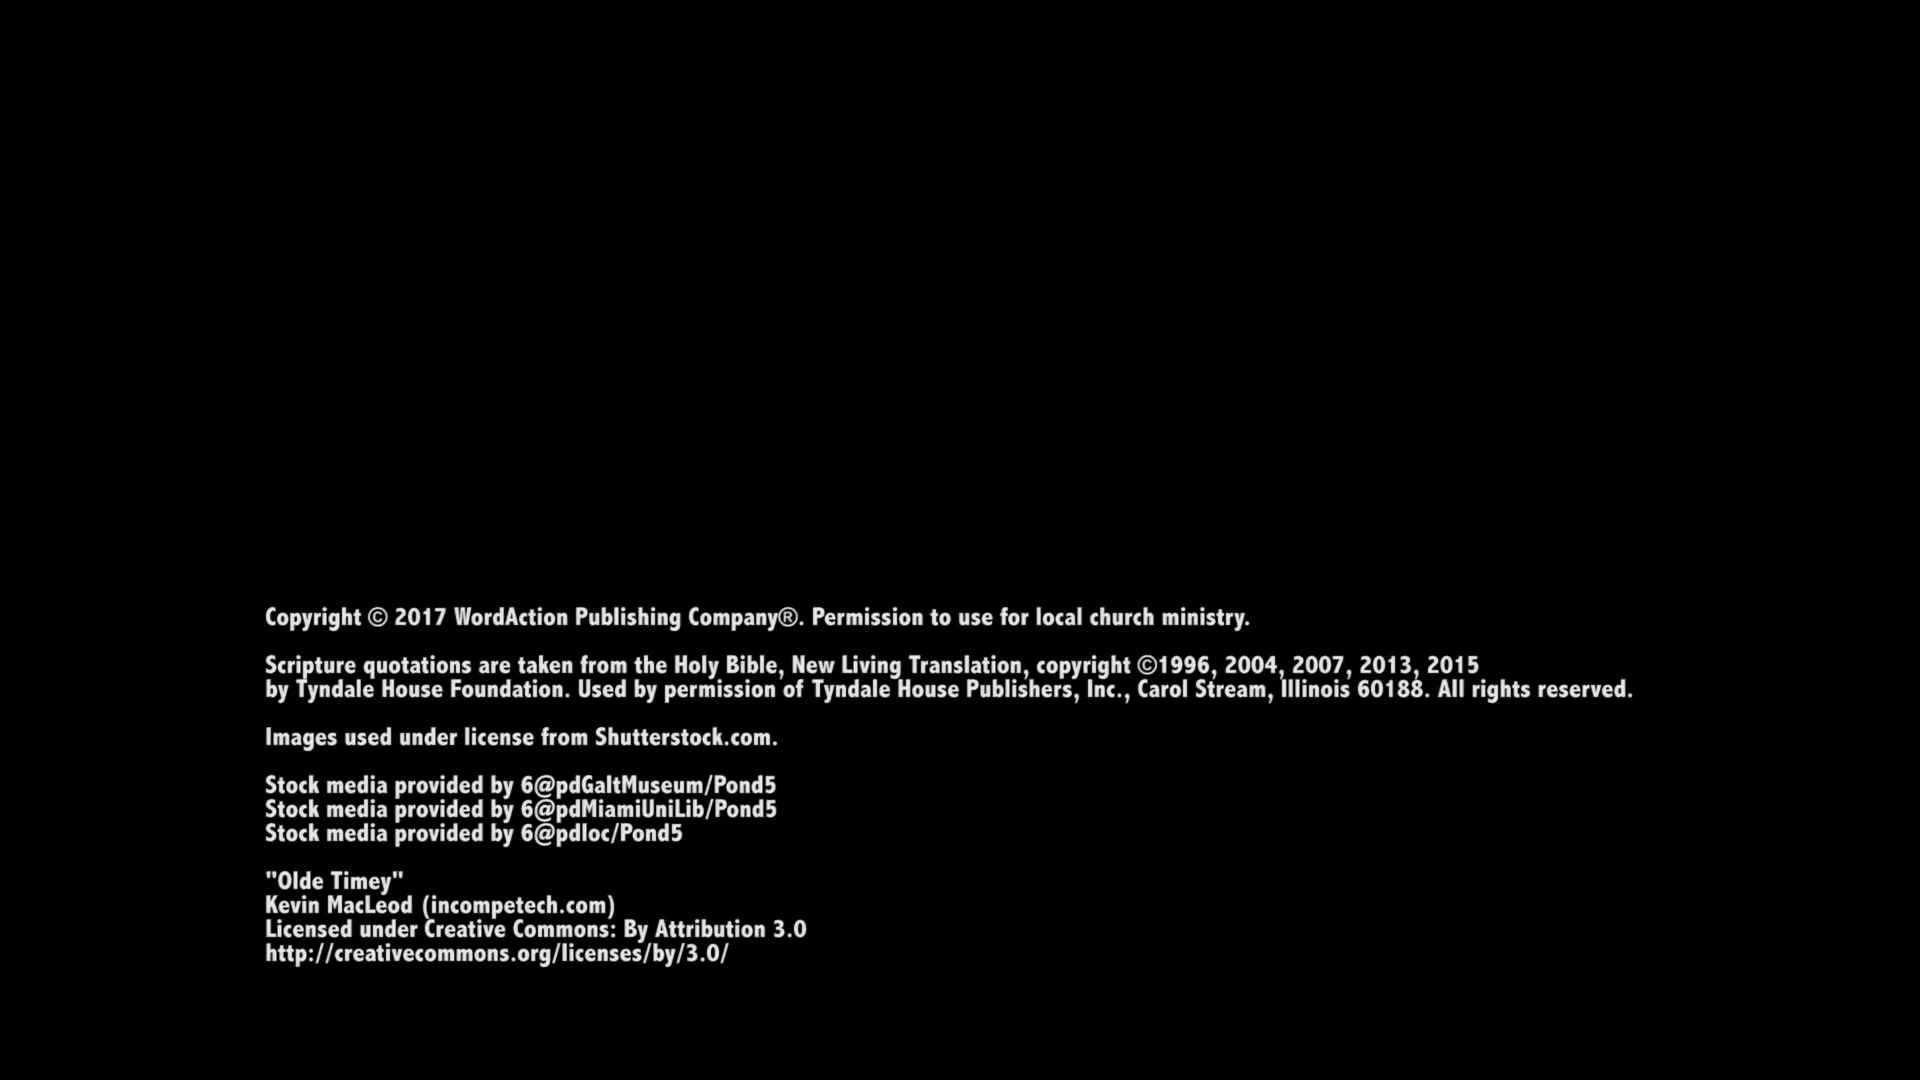 Copyright © 2017 WordAction Publishing Company®. Permission to use for local church ministry.
Scripture quotations are taken from the Holy Bible, New Living Translation, copyright ©1996, 2004, 2007, 2013, 2015
by Tyndale House Foundation. Used by permission of Tyndale House Publishers, Inc., Carol Stream, Illinois 60188. All rights reserved.
Images used under license from Shutterstock.com.
Stock media provided by 6@pdGaltMuseum/Pond5
Stock media provided by 6@pdMiamiUniLib/Pond5
Stock media provided by 6@pdloc/Pond5
"Olde Timey"
Kevin MacLeod (incompetech.com)
Licensed under Creative Commons: By Attribution 3.0
http://creativecommons.org/licenses/by/3.0/